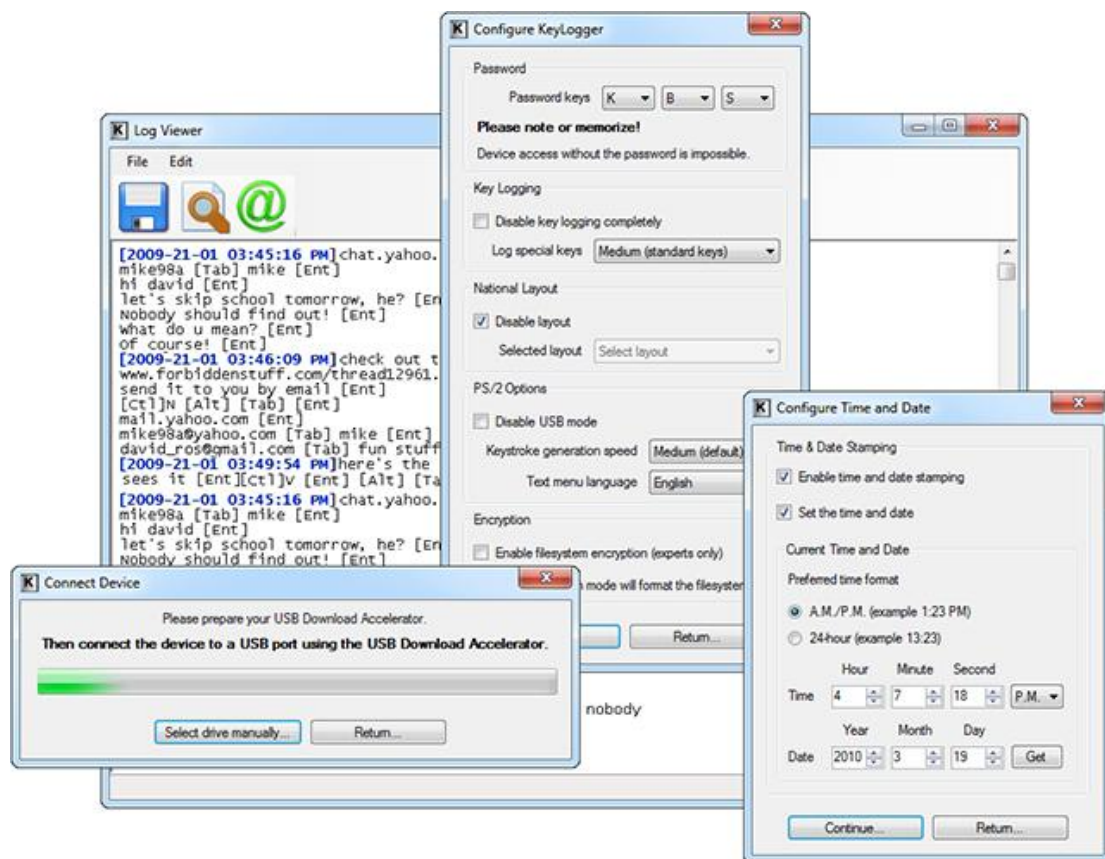 Configure KeyLogger
Password
Password keys K B S
Please note or memorize!
Device access without the password is impossible.
Key Logging
Disable key logging completely
Log special keys Medium (standard keys)
National Layout
Disable layout
Selected layout Select layout
PS/2 Options
Disable USB mode
Keystroke generation speed Medium (default)
Text menu language English
Encryption
Enable filesystem encryption (experts only)
mode will format the filesystem
Return...
Log Viewer
File Edit
[2009-21-01 03:45:16 PM]chat.yahoo.
mike98a [Tab] mike [Ent]
hi david [Ent]
let's skip school tomorrow, he? [En
Nobody should find out! [Ent]
What do u mean? [Ent]
of course! [Ent]
[2009-21-01 03:46:09 PM]check out t
www.forbiddenstuff.com/thread12961.
send it to you by email [Ent]
[Ctl]N [Alt] [Tab] [Ent]
mail.yahoo.com [Ent]
mike98a@yahoo.com [Tab] mike [Ent]
david_ros@gmail.com [Tab] fun stuff
[2009-21-01 03:49:54 PM]here's the
sees it [Ent][Ctl]V [Ent] [Alt] [Ta
[2009-21-01 03:45:16 PM]chat.yahoo.
mike98a [Tab] mike [Ent]
hi david [Ent]
let's skip school tomorrow, he? [En
Nobody should find out! [Ent]
nobody
Connect Device
Please prepare your USB Download Accelerator.
Then connect the device to a USB port using the USB Download Accelerator.
Select drive manually... Return...
Configure Time and Date
Time & Date Stamping
Enable time and date stamping
Set the time and date
Current Time and Date
Preferred time format
A.M./P.M. (example 1:23 PM)
24-hour (example 13:23)
Hour Minute Second
Time 4 7 18 P.M.
Year Month Day
Date 2010 3 19 Get
Continue... Return...